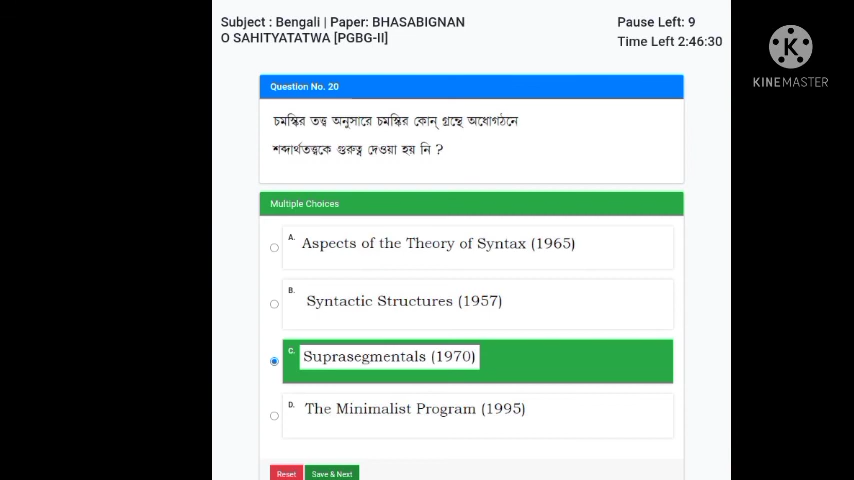 Subject : Bengali | Paper: BHASABIGNAN
O SAHITYATATWA [PGBG-II]
Pause Left: 9
Time Left 2:46:30
KINEMASTER
Question No. 20
চমস্কির তত্ত্ব অনুসারে চমস্কির কোন্ গ্রন্থে অধোগঠনে
শব্দার্থতত্ত্বকে গুরুত্ব দেওয়া হয় নি ?
Multiple Choices
A. Aspects of the Theory of Syntax (1965)
B. Syntactic Structures (1957)
C. Suprasegmentals (1970)
D. The Minimalist Program (1995)
Reset Save & Next